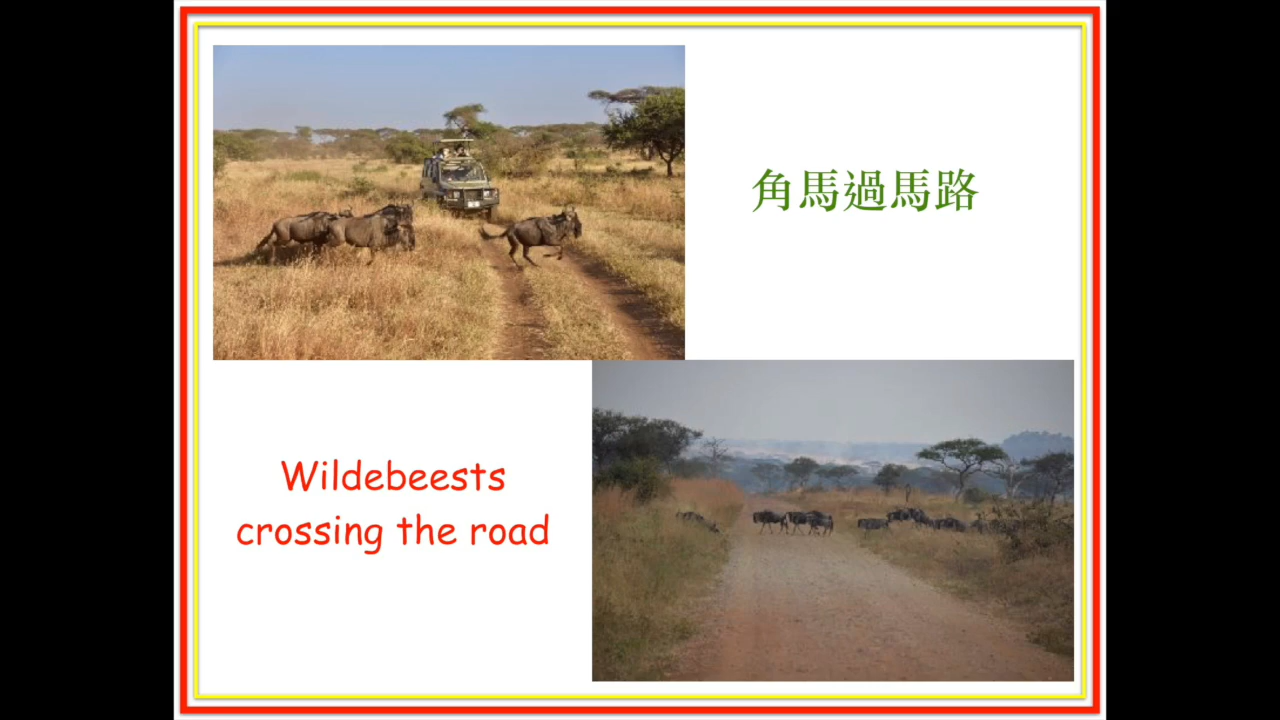 角馬過馬路
Wildebeests
crossing the road